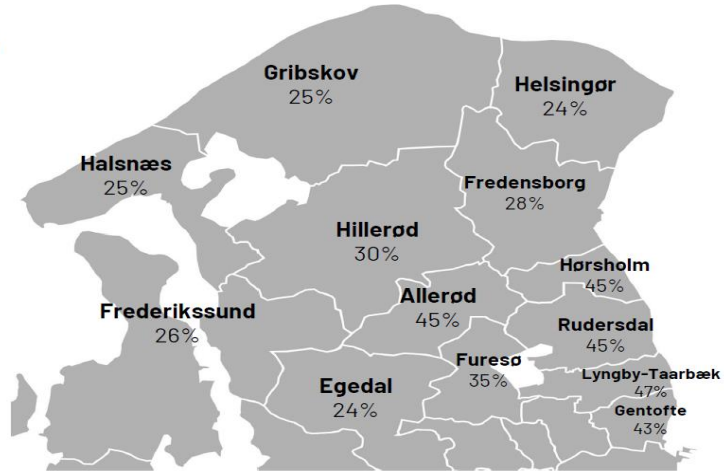 Gribskov
25%
Helsingør
24%
Halsnæs
25%
Fredensborg
28%
Hillerød
30%
Hørsholm
45%
Allerød
45%
Frederikssund
26%
Rudersdal
45%
Furesø
35%
Lyngby-Taarbæk
47%
Egedal
24%
Gentofte
43%